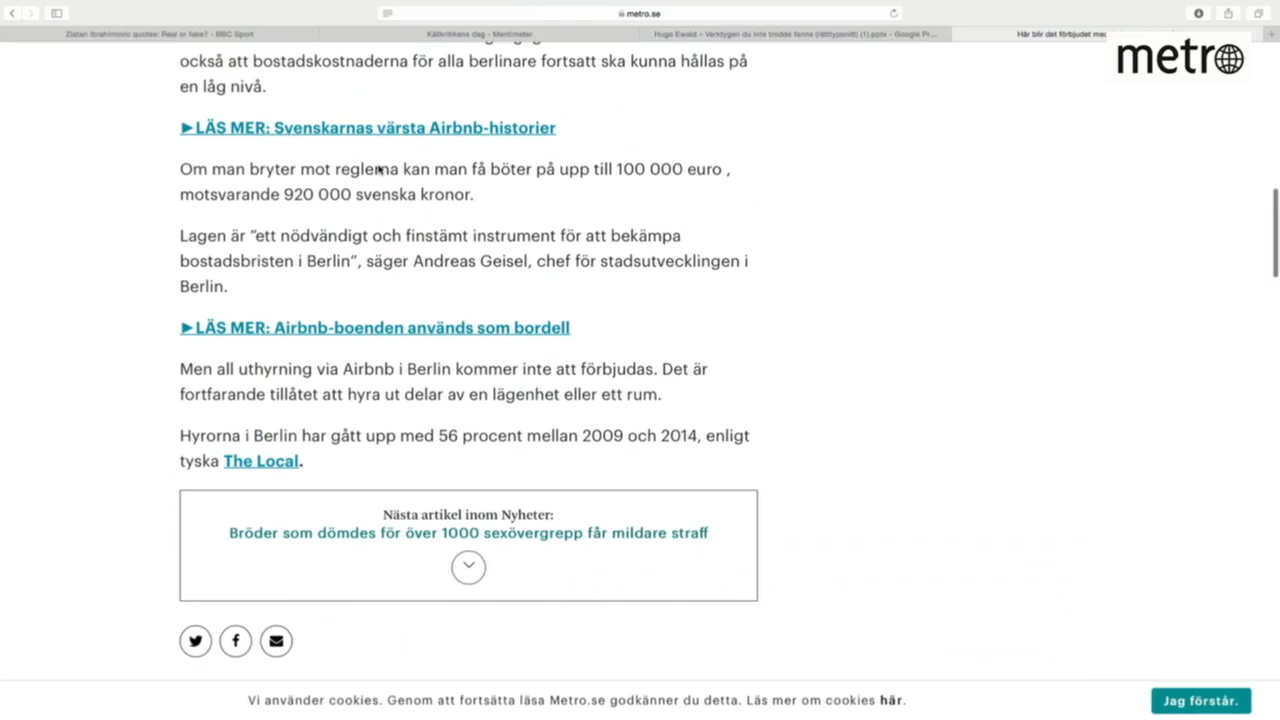 metro.se
Zlatan Ibrahimovic quotes: Real or fake? - BBC Sport
Källkritikens dag - Mentimeter
Hugo Ewald – Verktygen du inte trodde fanns (rätttypsnitt) (1).pptx - Google Pr...
Här blir det förbjudet med
metro
också att bostadskostnaderna för alla berlinare fortsatt ska kunna hållas på
en låg nivå.
►LÄS MER: Svenskarnas värsta Airbnb-historier
Om man bryter mot reglerna kan man få böter på upp till 100 000 euro ,
motsvarande 920 000 svenska kronor.
Lagen är ”ett nödvändigt och finstämt instrument för att bekämpa
bostadsbristen i Berlin”, säger Andreas Geisel, chef för stadsutvecklingen i
Berlin.
►LÄS MER: Airbnb-boenden används som bordell
Men all uthyrning via Airbnb i Berlin kommer inte att förbjudas. Det är
fortfarande tillåtet att hyra ut delar av en lägenhet eller ett rum.
Hyrorna i Berlin har gått upp med 56 procent mellan 2009 och 2014, enligt
tyska The Local.
Nästa artikel inom Nyheter:
Bröder som dömdes för över 1000 sexövergrepp får mildare straff
Vi använder cookies. Genom att fortsätta läsa Metro.se godkänner du detta. Läs mer om cookies här.
Jag förstår.